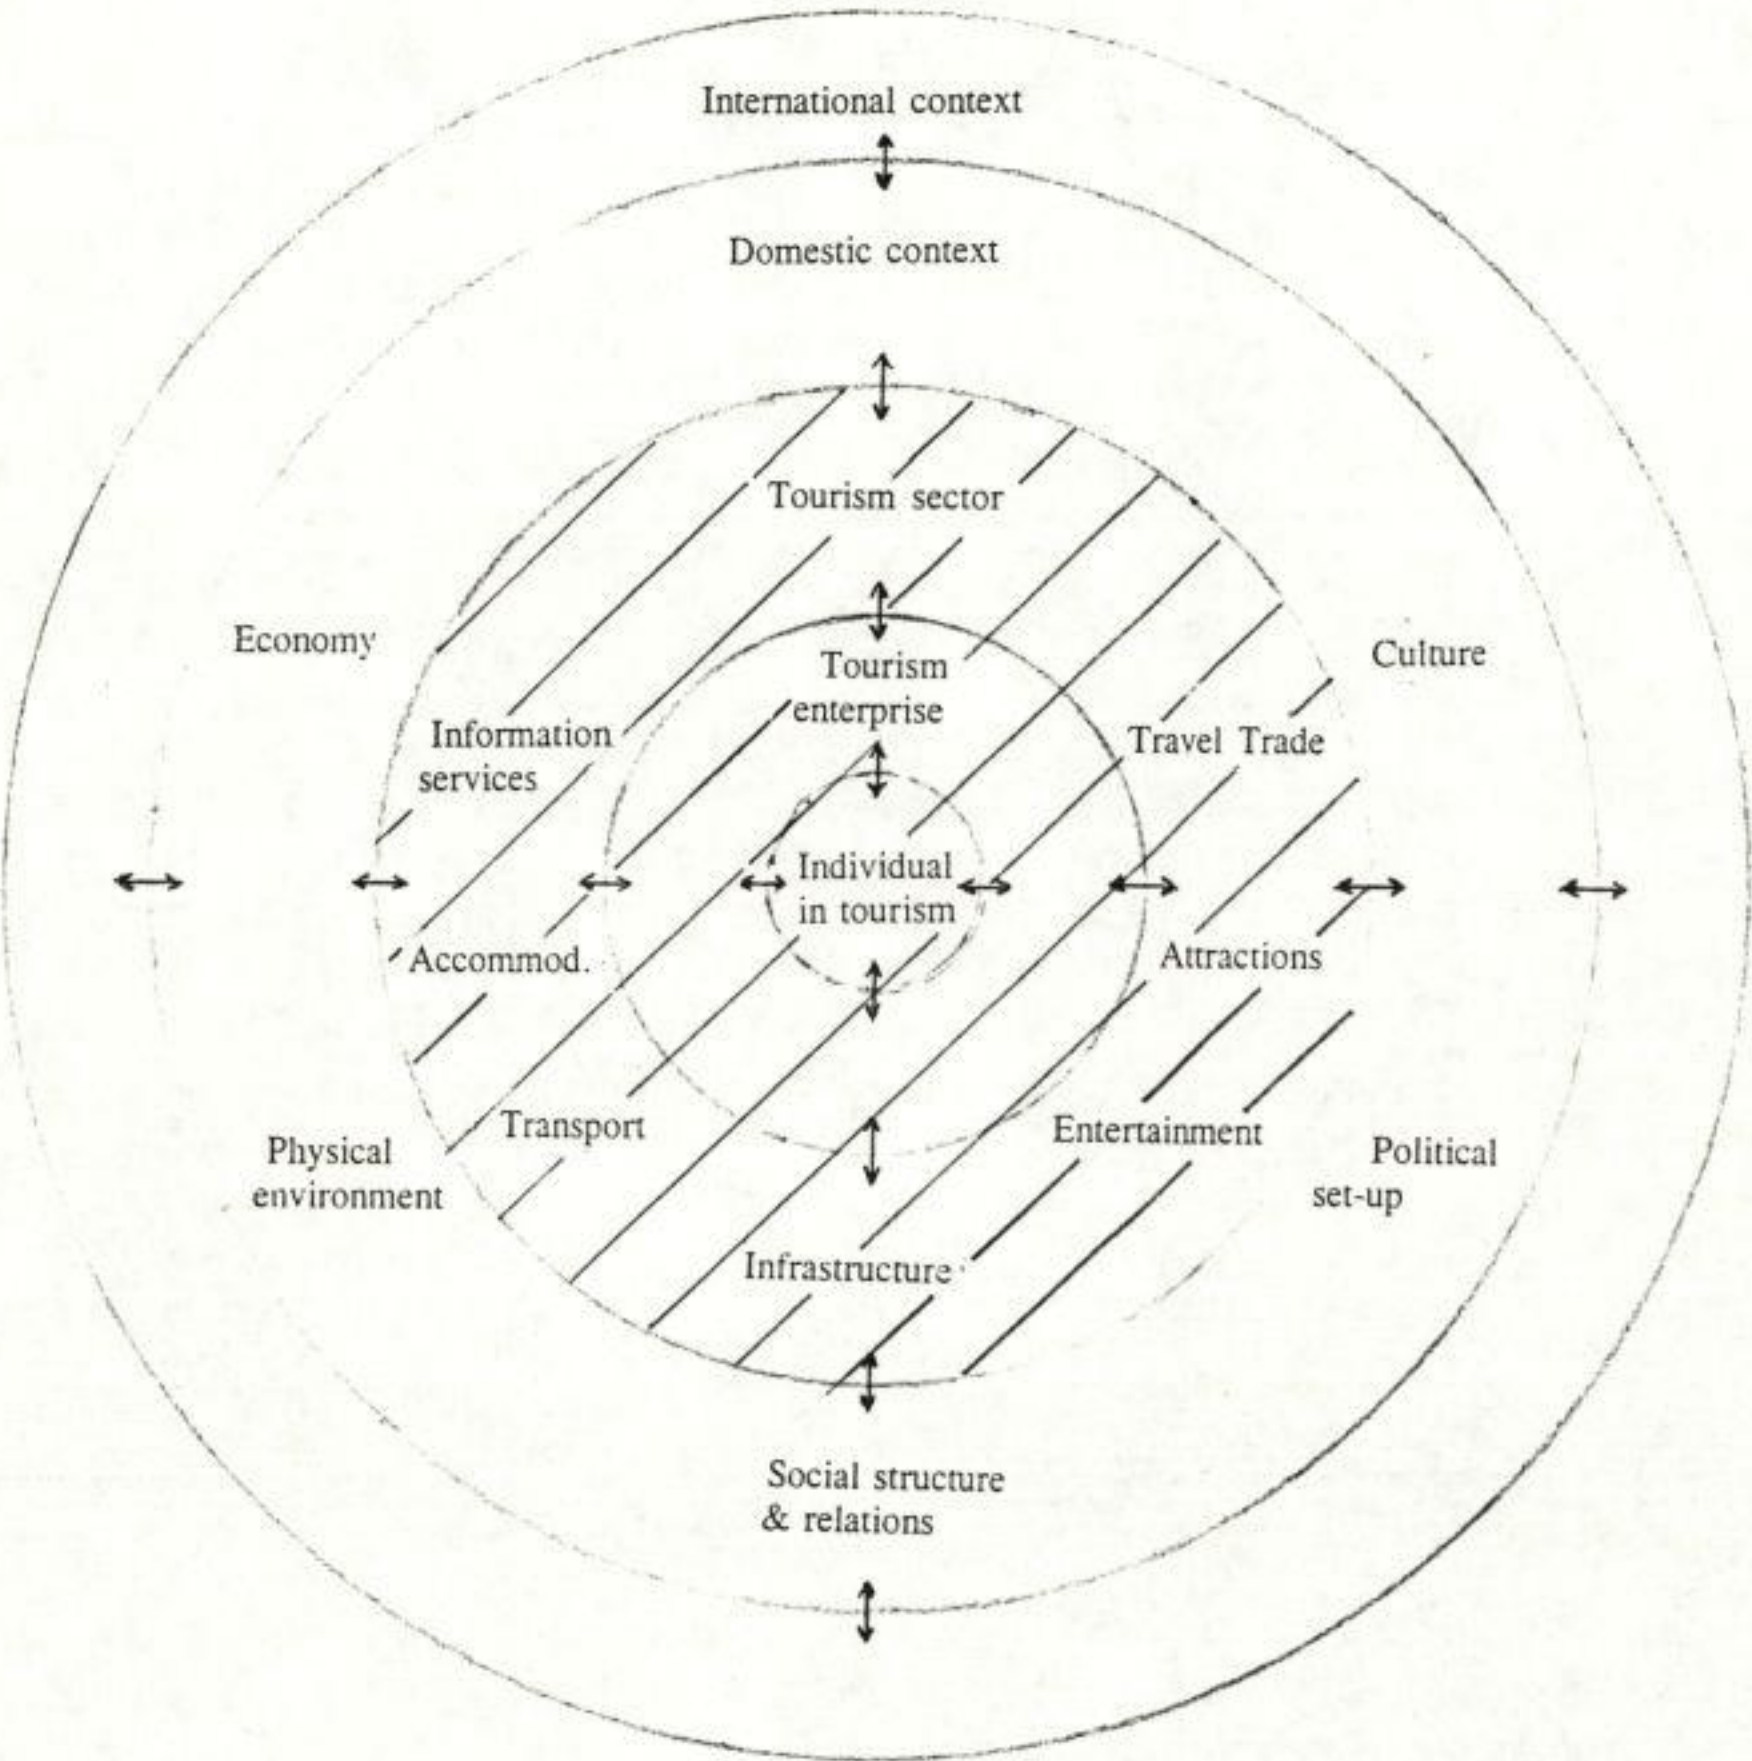 International context
Domestic context
Tourism sector
Economy
Culture
Tourism
enterprise
Information
services
Travel Trade
Individual
in tourism
Accommod.
Attractions
Transport
Entertainment
Physical
environment
Political
set-up
Infrastructure
Social structure
& relations